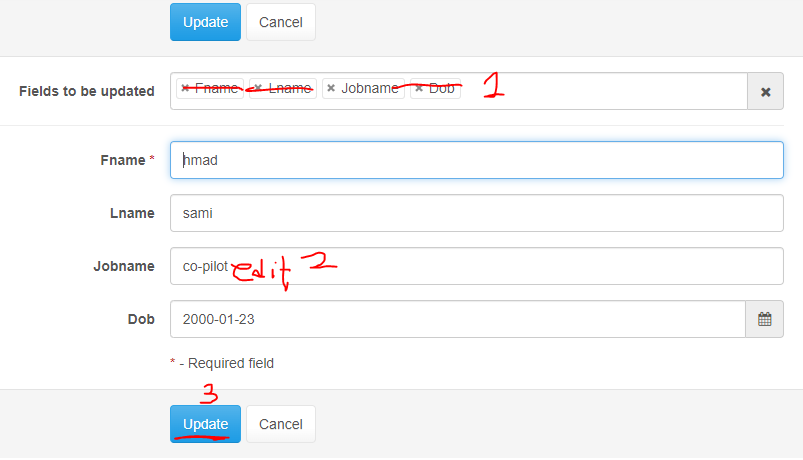 Update Cancel
Fields to be updated × Fname × Lname × Jobname × Dob 1
Fname * hmad
Lname sami
Jobname co-pilot edit 2
Dob 2000-01-23
* - Required field
3
Update Cancel